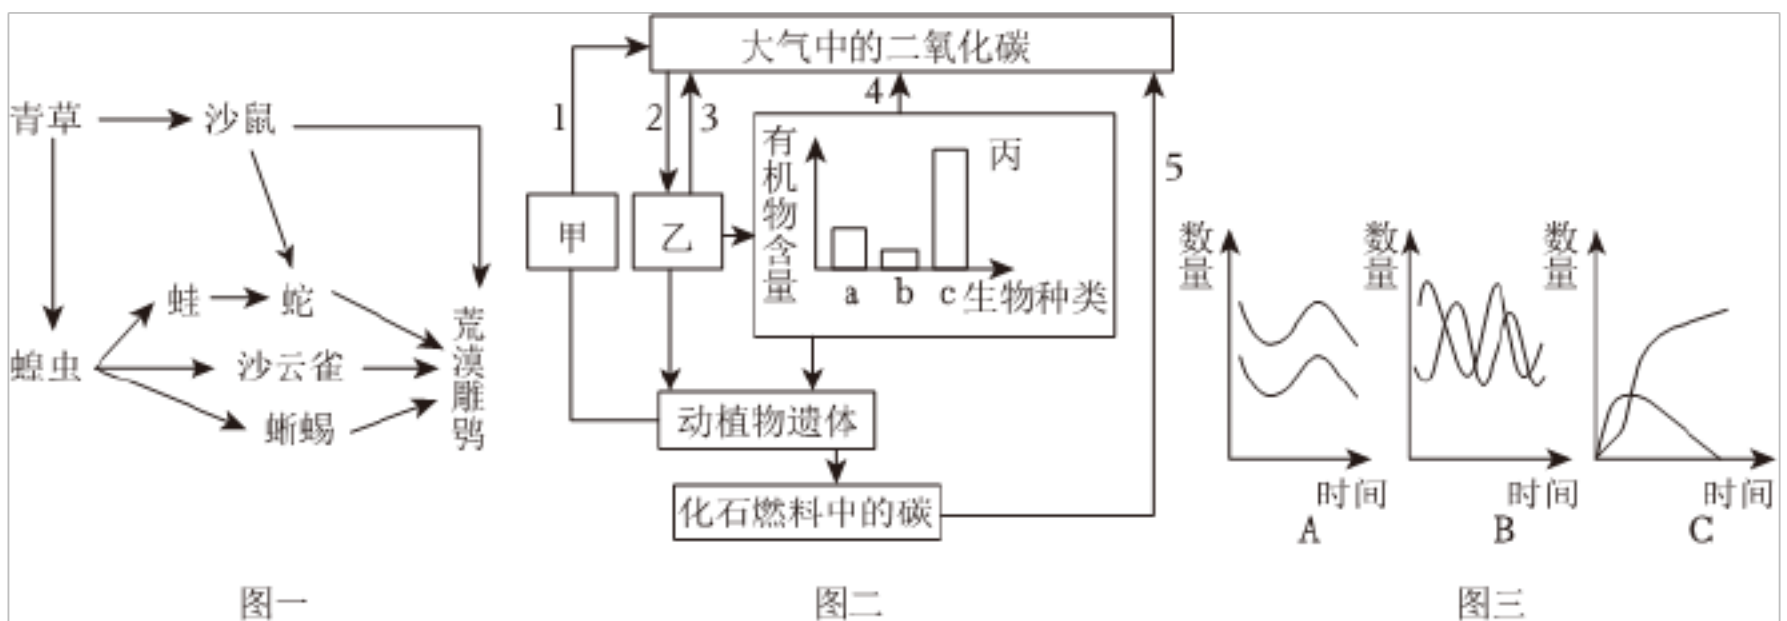 青草
沙鼠
蛙
蛇
蝗虫
沙云雀
蜥蜴
荒漠雕鸮
图一
大气中的二氧化碳
1
2
3
4
5
甲
乙
丙
有机物含量
a b c 生物种类
动植物遗体
化石燃料中的碳
图二
数量
时间
A
数量
时间
B
数量
时间
C
图三